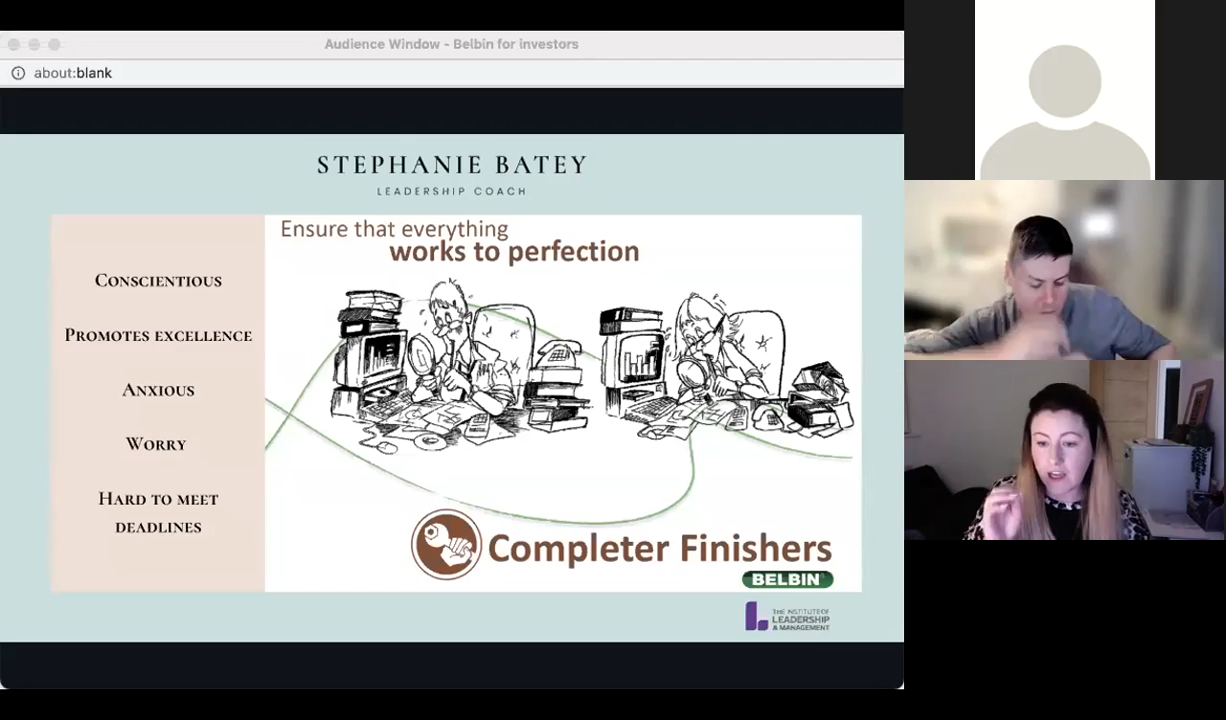 Audience Window - Belbin for investors
about:blank
STEPHANIE BATEY
LEADERSHIP COACH
Ensure that everything
works to perfection
CONSCIENTIOUS
PROMOTES EXCELLENCE
ANXIOUS
WORRY
HARD TO MEET
DEADLINES
Completer Finishers
BELBIN
THE INSTITUTE OF
LEADERSHIP
& MANAGEMENT